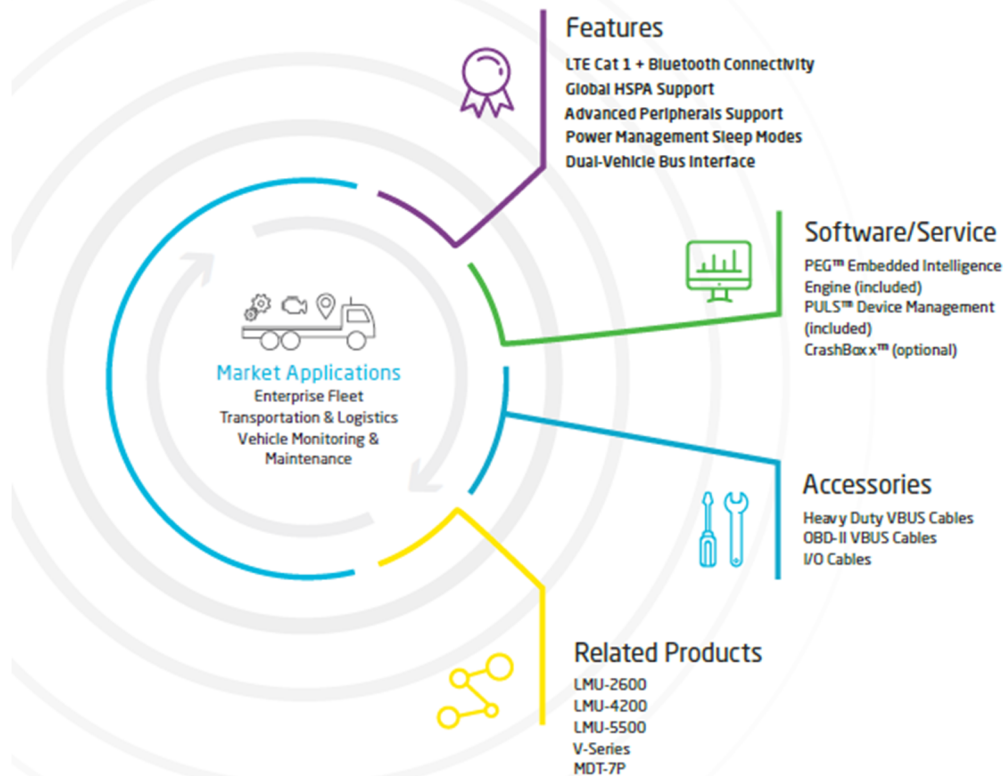 Features
LTE Cat 1 + Bluetooth Connectivity
Global HSPA Support
Advanced Peripherals Support
Power Management Sleep Modes
Dual-Vehicle Bus Interface
Software/Service
PEG™ Embedded Intelligence
Engine (included)
PULS™ Device Management
(included)
CrashBoxx™ (optional)
Market Applications
Enterprise Fleet
Transportation & Logistics
Vehicle Monitoring &
Maintenance
Accessories
Heavy Duty VBUS Cables
OBD-II VBUS Cables
I/O Cables
Related Products
LMU-2600
LMU-4200
LMU-5500
V-Series
MDT-7P